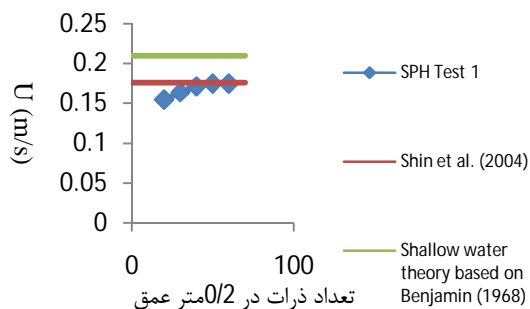 0.25
0.2
0.15
0.1
0.05
0
U (m/s)
0
100
تعداد ذرات در 0/2متر عمق
SPH Test 1
Shin et al. (2004)
Shallow water
theory based on
Benjamin (1968)